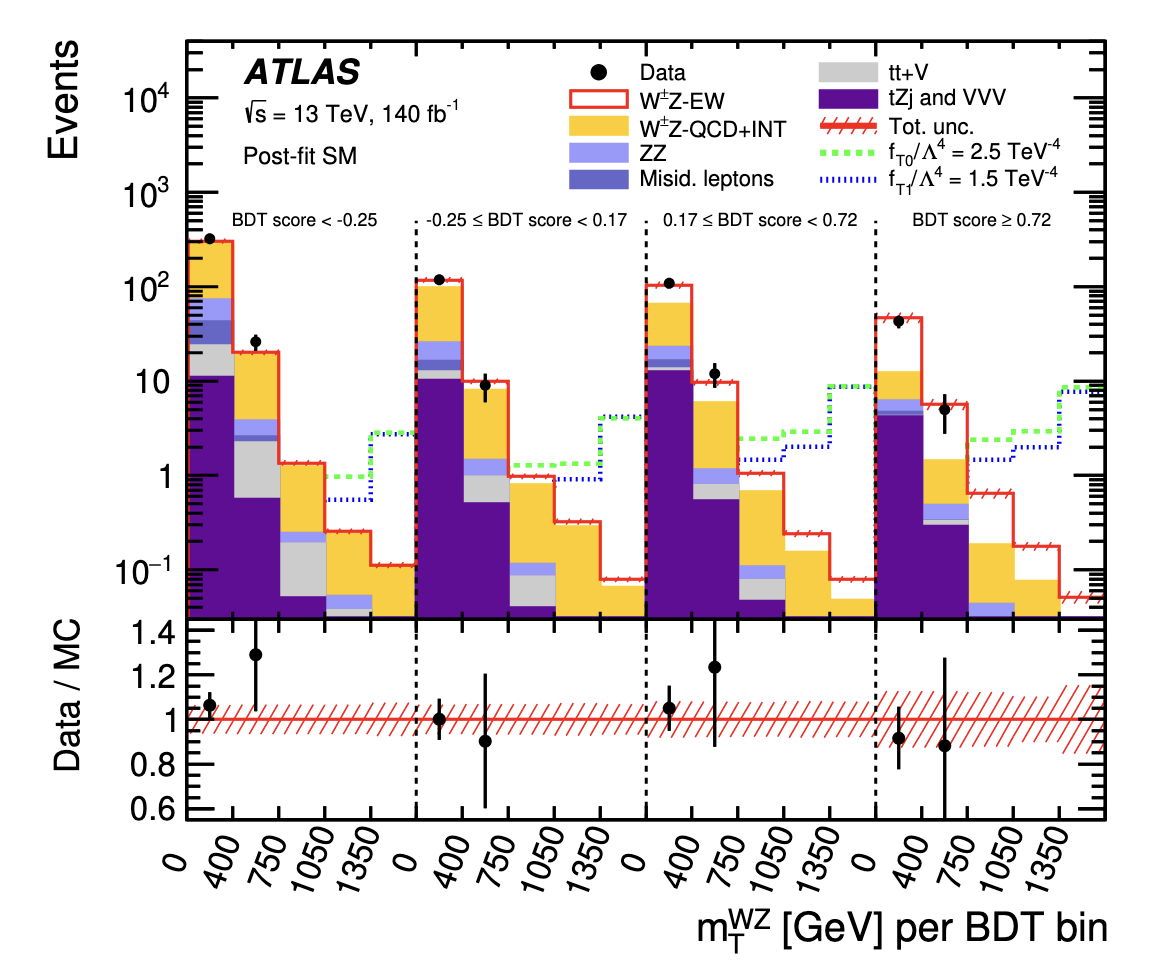 Events
10⁴
10³
10²
10
1
10⁻¹
ATLAS
√s = 13 TeV, 140 fb⁻¹
Post-fit SM
Data
W±Z-EW
W±Z-QCD+INT
ZZ
Misid. leptons
tt+V
tZj and VVV
Tot. unc.
f_T0/Λ⁴ = 2.5 TeV⁻⁴
f_T1/Λ⁴ = 1.5 TeV⁻⁴
BDT score < -0.25
-0.25 ≤ BDT score < 0.17
0.17 ≤ BDT score < 0.72
BDT score ≥ 0.72
Data / MC
1.4
1.2
1
0.8
0.6
0 400 750 1050 1350 0 400 750 1050 1350 0 400 750 1050 1350 0 400 750 1050 1350
m_T^WZ [GeV] per BDT bin